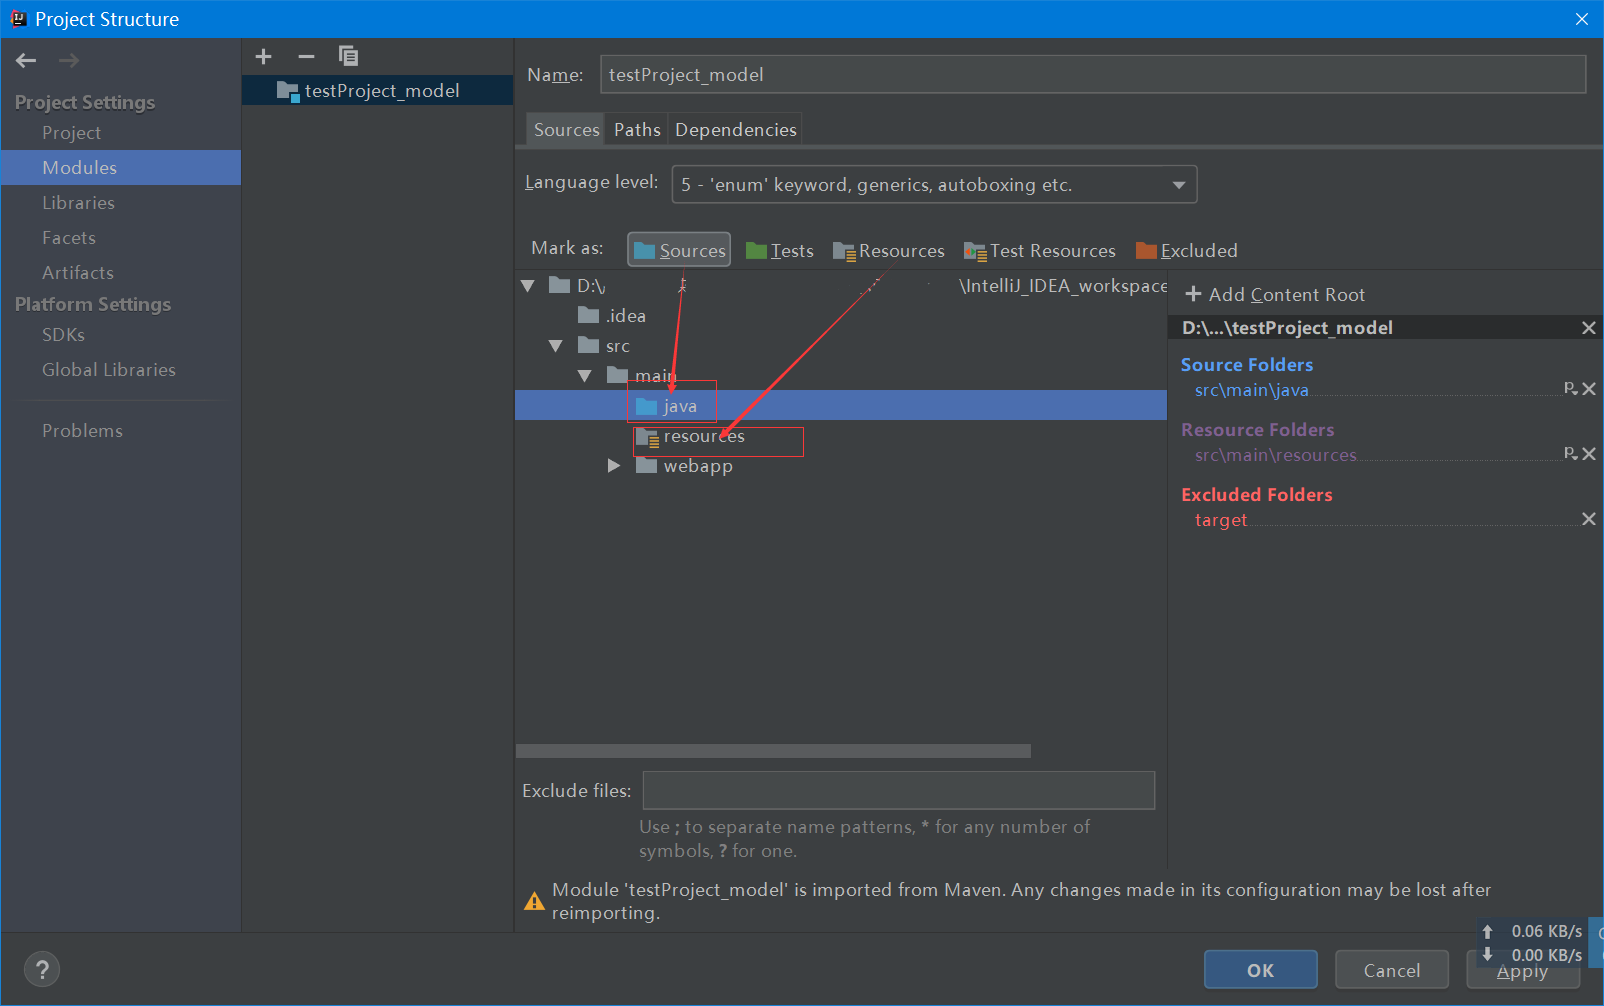 Project Structure
Project Settings
Project
Modules
Libraries
Facets
Artifacts
Platform Settings
SDKs
Global Libraries
Problems
testProject_model
Name: testProject_model
Sources Paths Dependencies
Language level: 5 - 'enum' keyword, generics, autoboxing etc.
Mark as: Sources Tests Resources Test Resources Excluded
D:\ \IntelliJ_IDEA_workspace
.idea
src
main
java
resources
webapp
Add Content Root
D:\...\testProject_model
Source Folders
src\main\java
Resource Folders
src\main\resources
Excluded Folders
target
Exclude files:
Use ; to separate name patterns, * for any number of
symbols, ? for one.
Module 'testProject_model' is imported from Maven. Any changes made in its configuration may be lost after
reimporting.
0.06 KB/s
0.00 KB/s
? OK Cancel Apply